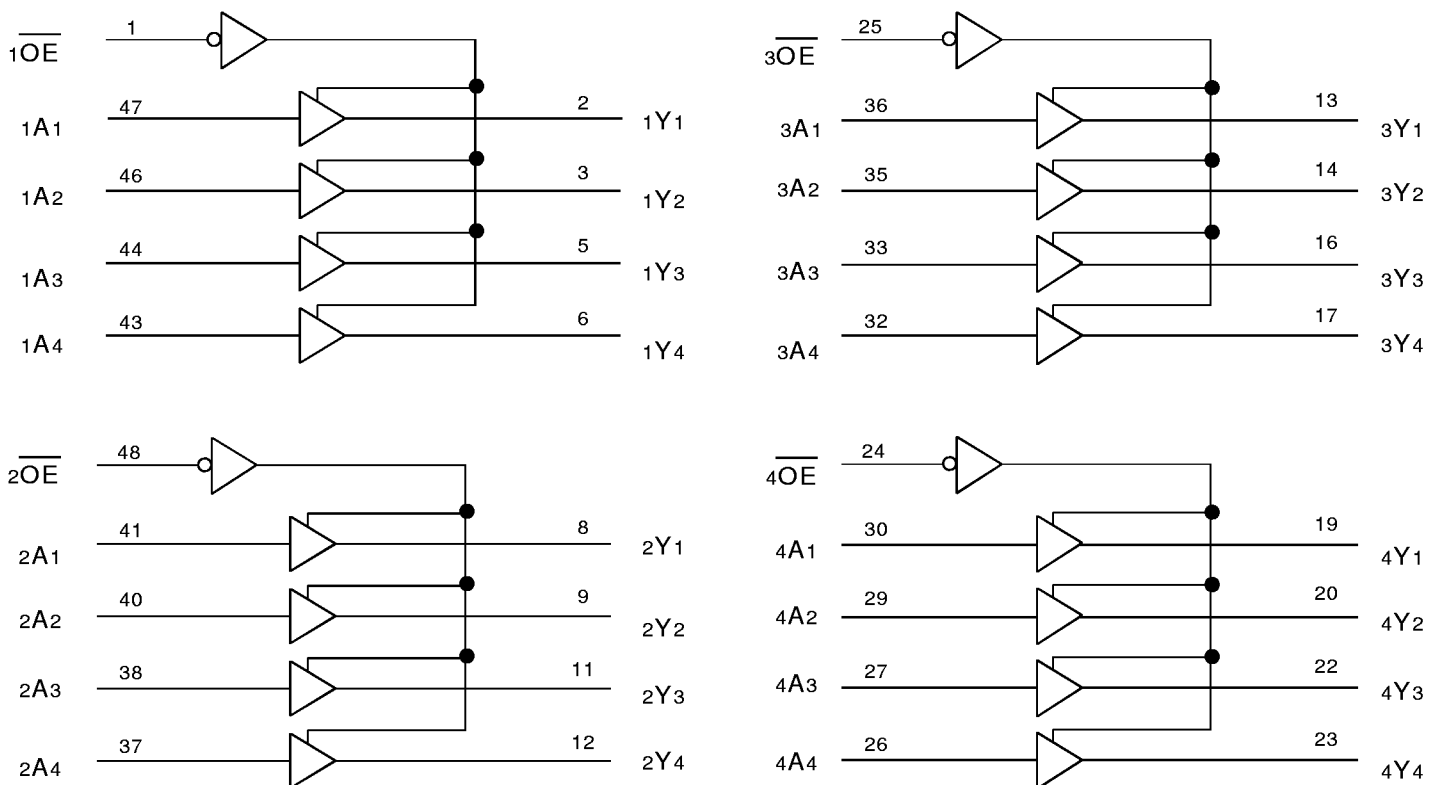 1OE 1
1A1 47 2 1Y1
1A2 46 3 1Y2
1A3 44 5 1Y3
1A4 43 6 1Y4
3OE 25
3A1 36 13 3Y1
3A2 35 14 3Y2
3A3 33 16 3Y3
3A4 32 17 3Y4
2OE 48
2A1 41 8 2Y1
2A2 40 9 2Y2
2A3 38 11 2Y3
2A4 37 12 2Y4
4OE 24
4A1 30 19 4Y1
4A2 29 20 4Y2
4A3 27 22 4Y3
4A4 26 23 4Y4